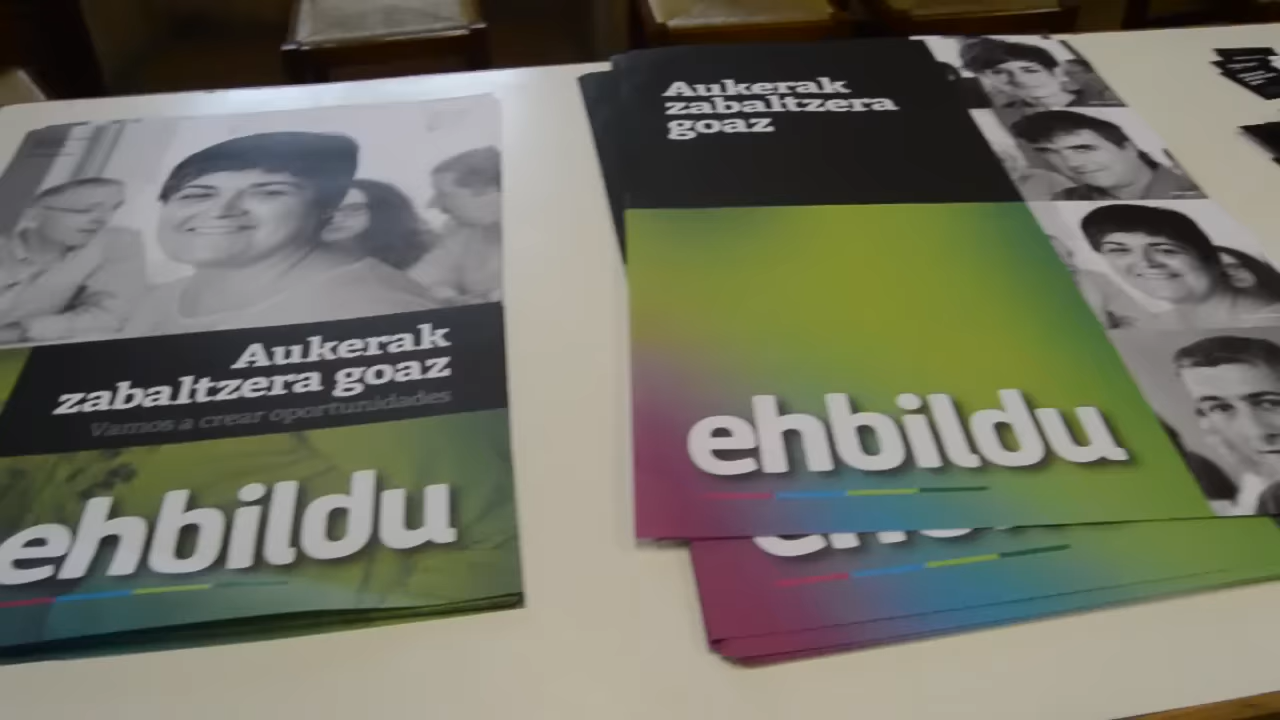 Aukerak
zabaltzera goaz
Vamos a crear oportunidades
ehbildu
Aukerak
zabaltzera
goaz
ehbildu